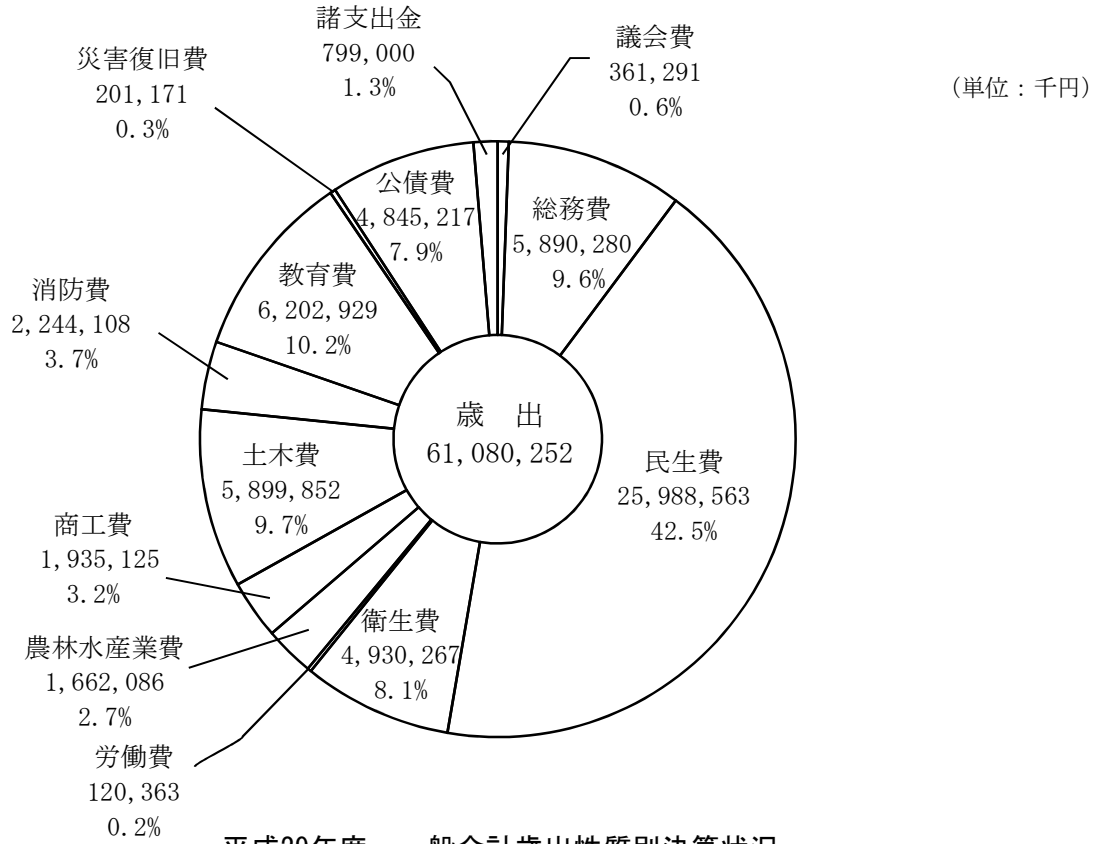 諸支出金
799,000
1.3%
議会費
361,291
0.6%
(単位：千円)
災害復旧費
201,171
0.3%
公債費
4,845,217
7.9%
総務費
5,890,280
9.6%
教育費
6,202,929
10.2%
消防費
2,244,108
3.7%
歳　出
61,080,252
民生費
25,988,563
42.5%
土木費
5,899,852
9.7%
商工費
1,935,125
3.2%
衛生費
4,930,267
8.1%
農林水産業費
1,662,086
2.7%
労働費
120,363
0.2%